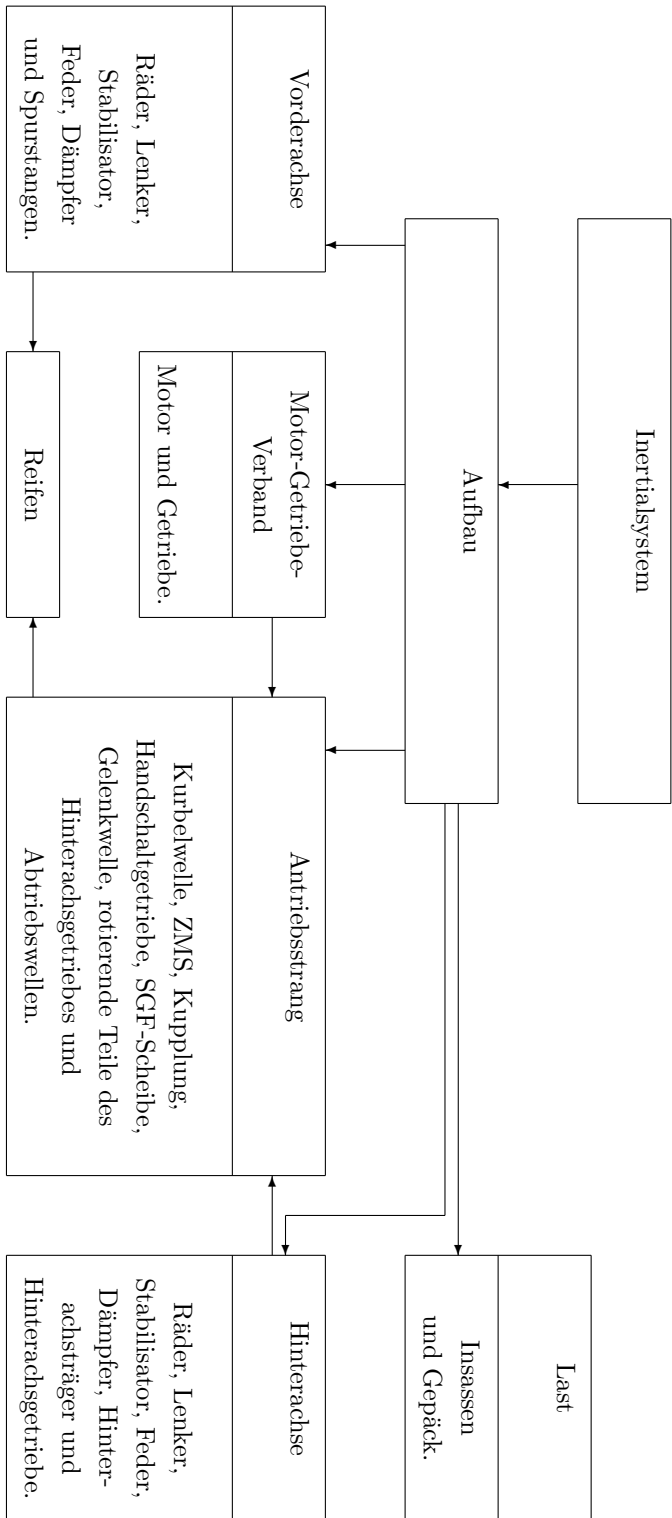 Inertialsystem
Last
Insassen
und Gepäck.
Aufbau
Vorderachse
Räder, Lenker,
Stabilisator,
Feder, Dämpfer
und Spurstangen.
Motor-Getriebe-
Verband
Motor und Getriebe.
Antriebsstrang
Kurbelwelle, ZMS, Kupplung,
Handschaltgetriebe, SGF-Scheibe,
Gelenkwelle, rotierende Teile des
Hinterachsgetriebes und
Abtriebswellen.
Hinterachse
Räder, Lenker,
Stabilisator, Feder,
Dämpfer, Hinter-
achsträger und
Hinterachsgetriebe.
Reifen